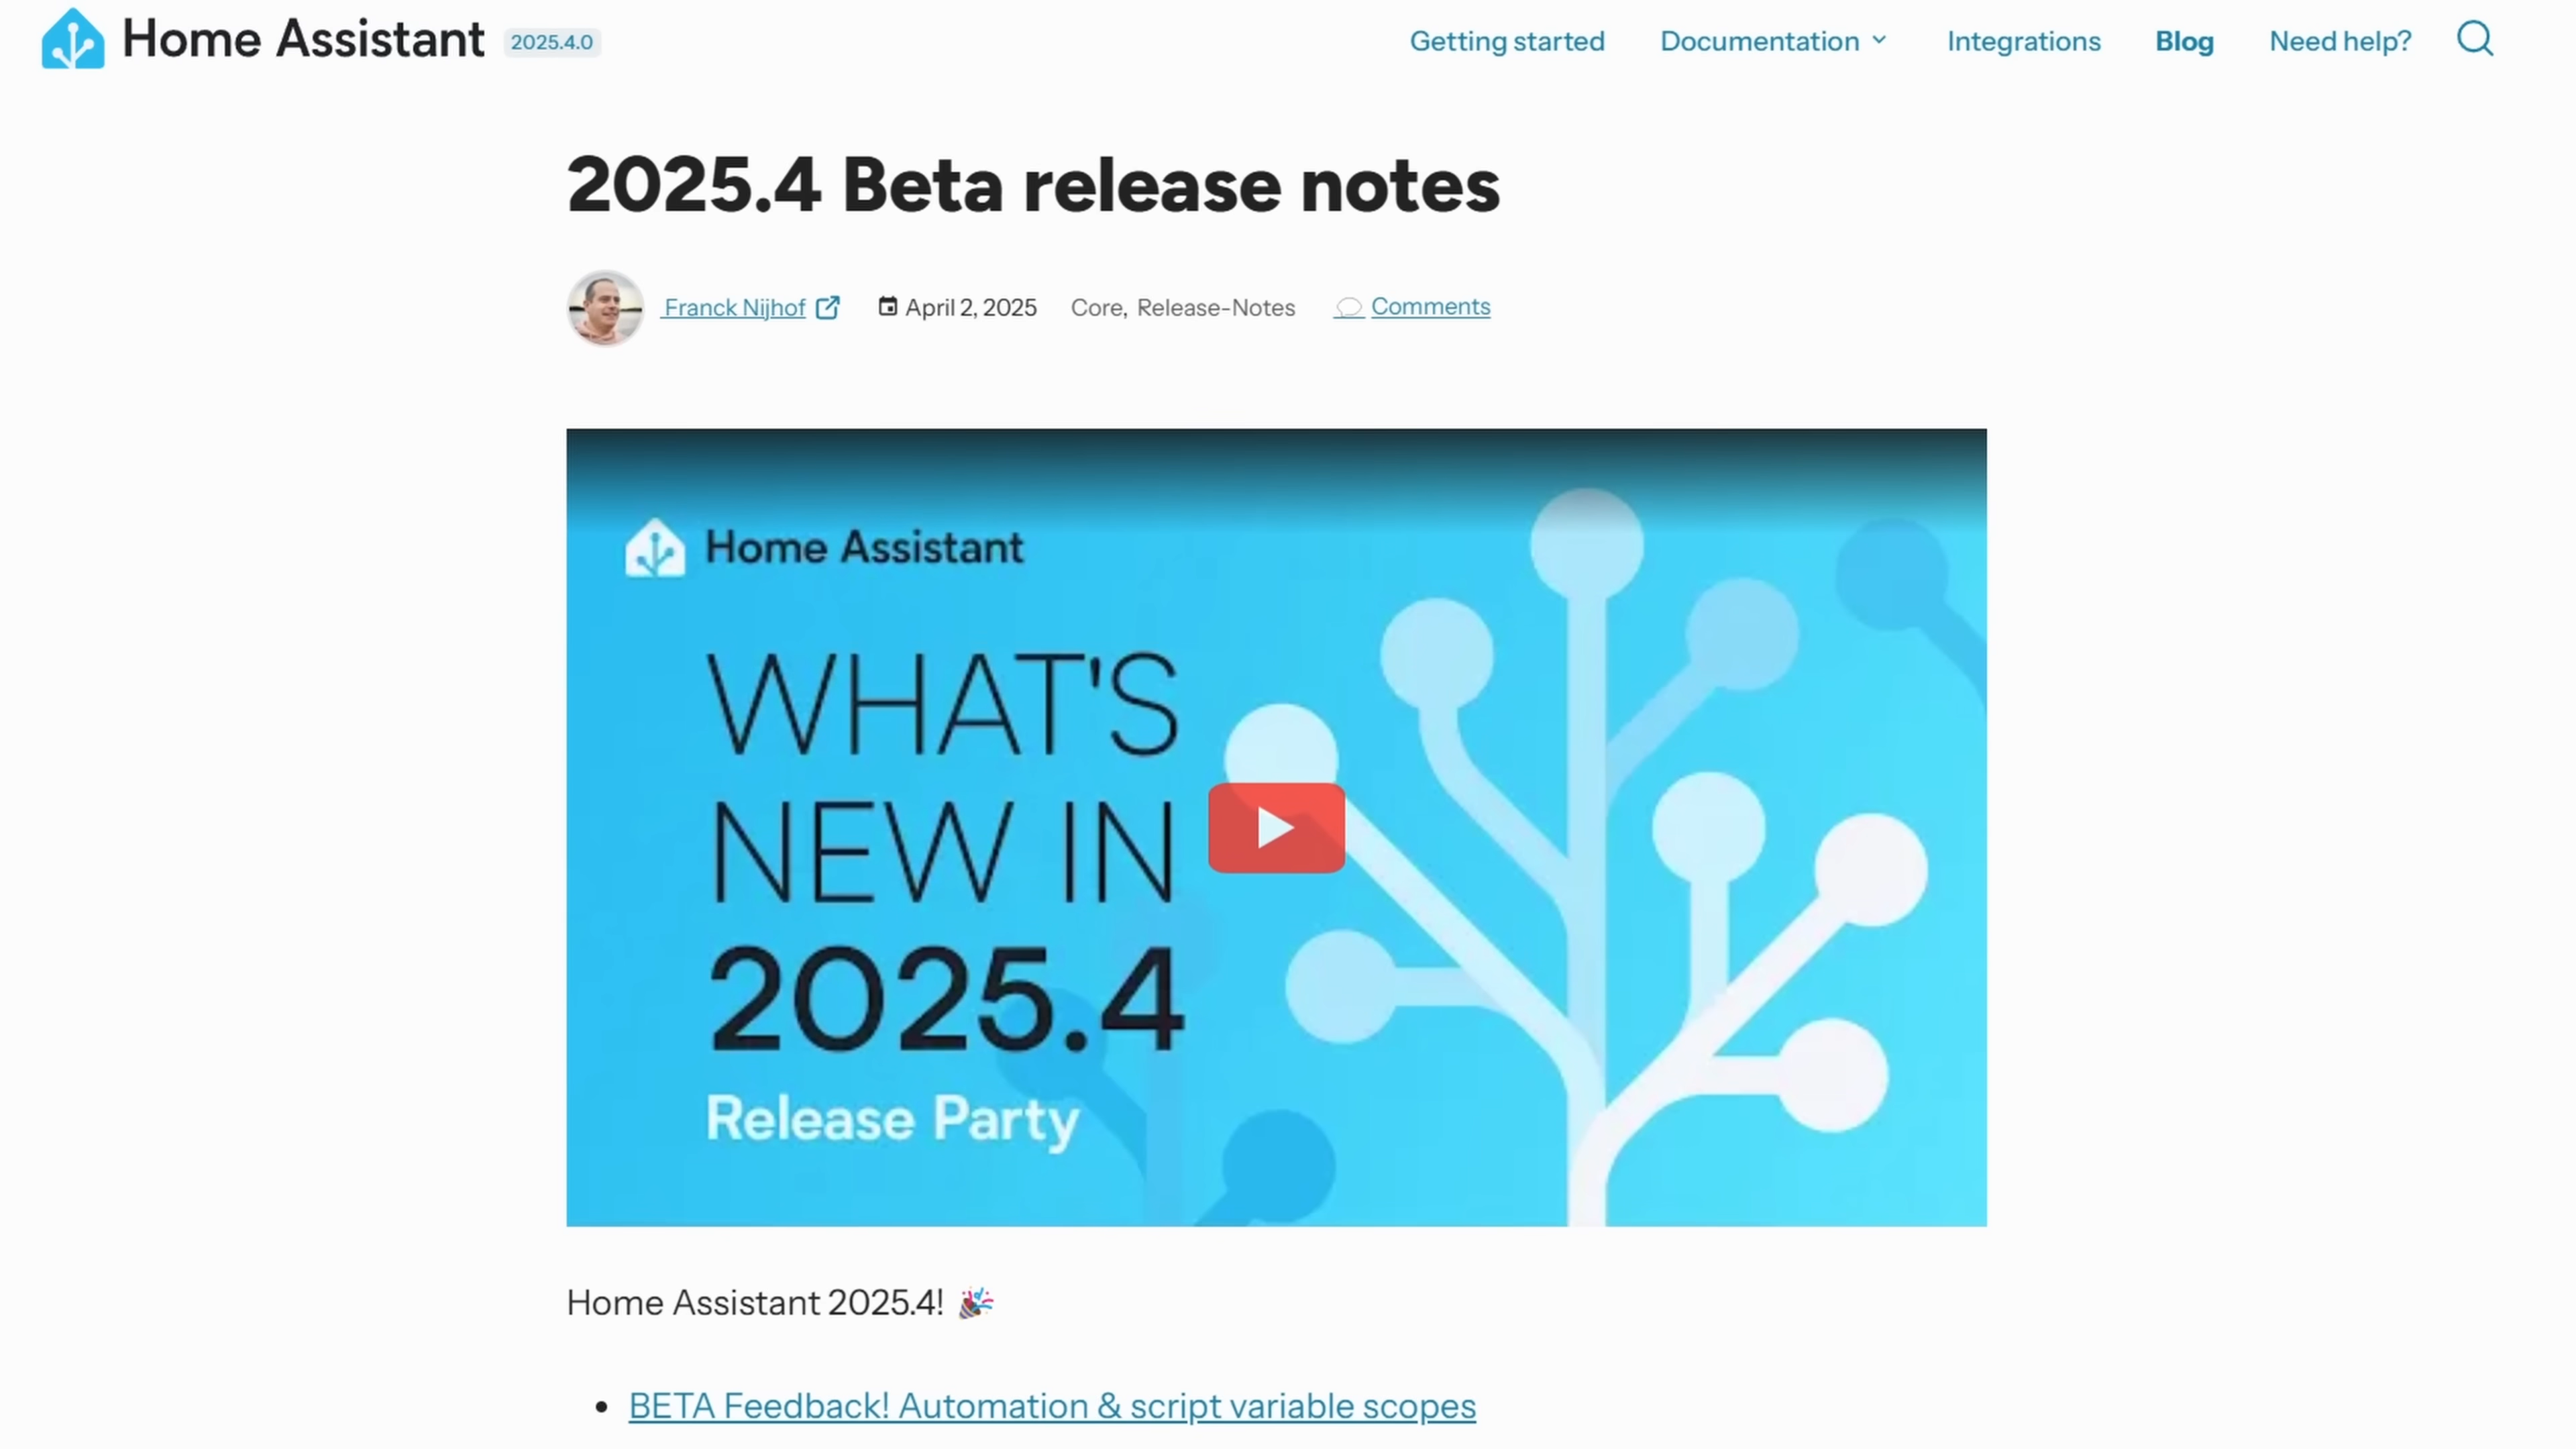 Home Assistant 2025.4.0
Getting started Documentation Integrations Blog Need help?
2025.4 Beta release notes
Franck Nijhof April 2, 2025 Core, Release-Notes Comments
Home Assistant
WHAT'S
NEW IN
2025.4
Release Party
Home Assistant 2025.4! 🎉
• BETA Feedback! Automation & script variable scopes